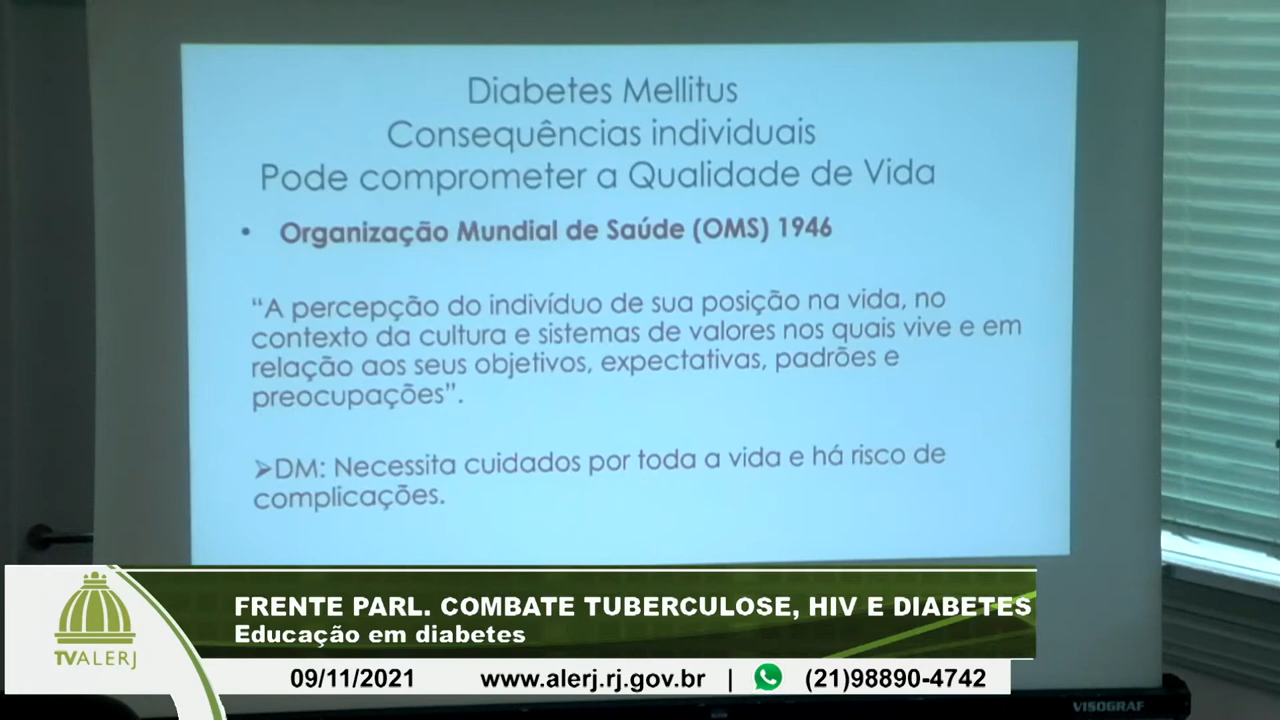 Diabetes Mellitus
Consequências individuais
Pode comprometer a Qualidade de Vida
• Organização Mundial de Saúde (OMS) 1946
“A percepção do indivíduo de sua posição na vida, no
contexto da cultura e sistemas de valores nos quais vive e em
relação aos seus objetivos, expectativas, padrões e
preocupações”.
➢DM: Necessita cuidados por toda a vida e há risco de
complicações.
FRENTE PARL. COMBATE TUBERCULOSE, HIV E DIABETES
Educação em diabetes
TVALERJ
09/11/2021 www.alerj.rj.gov.br | (21)98890-4742
VISOGRAF